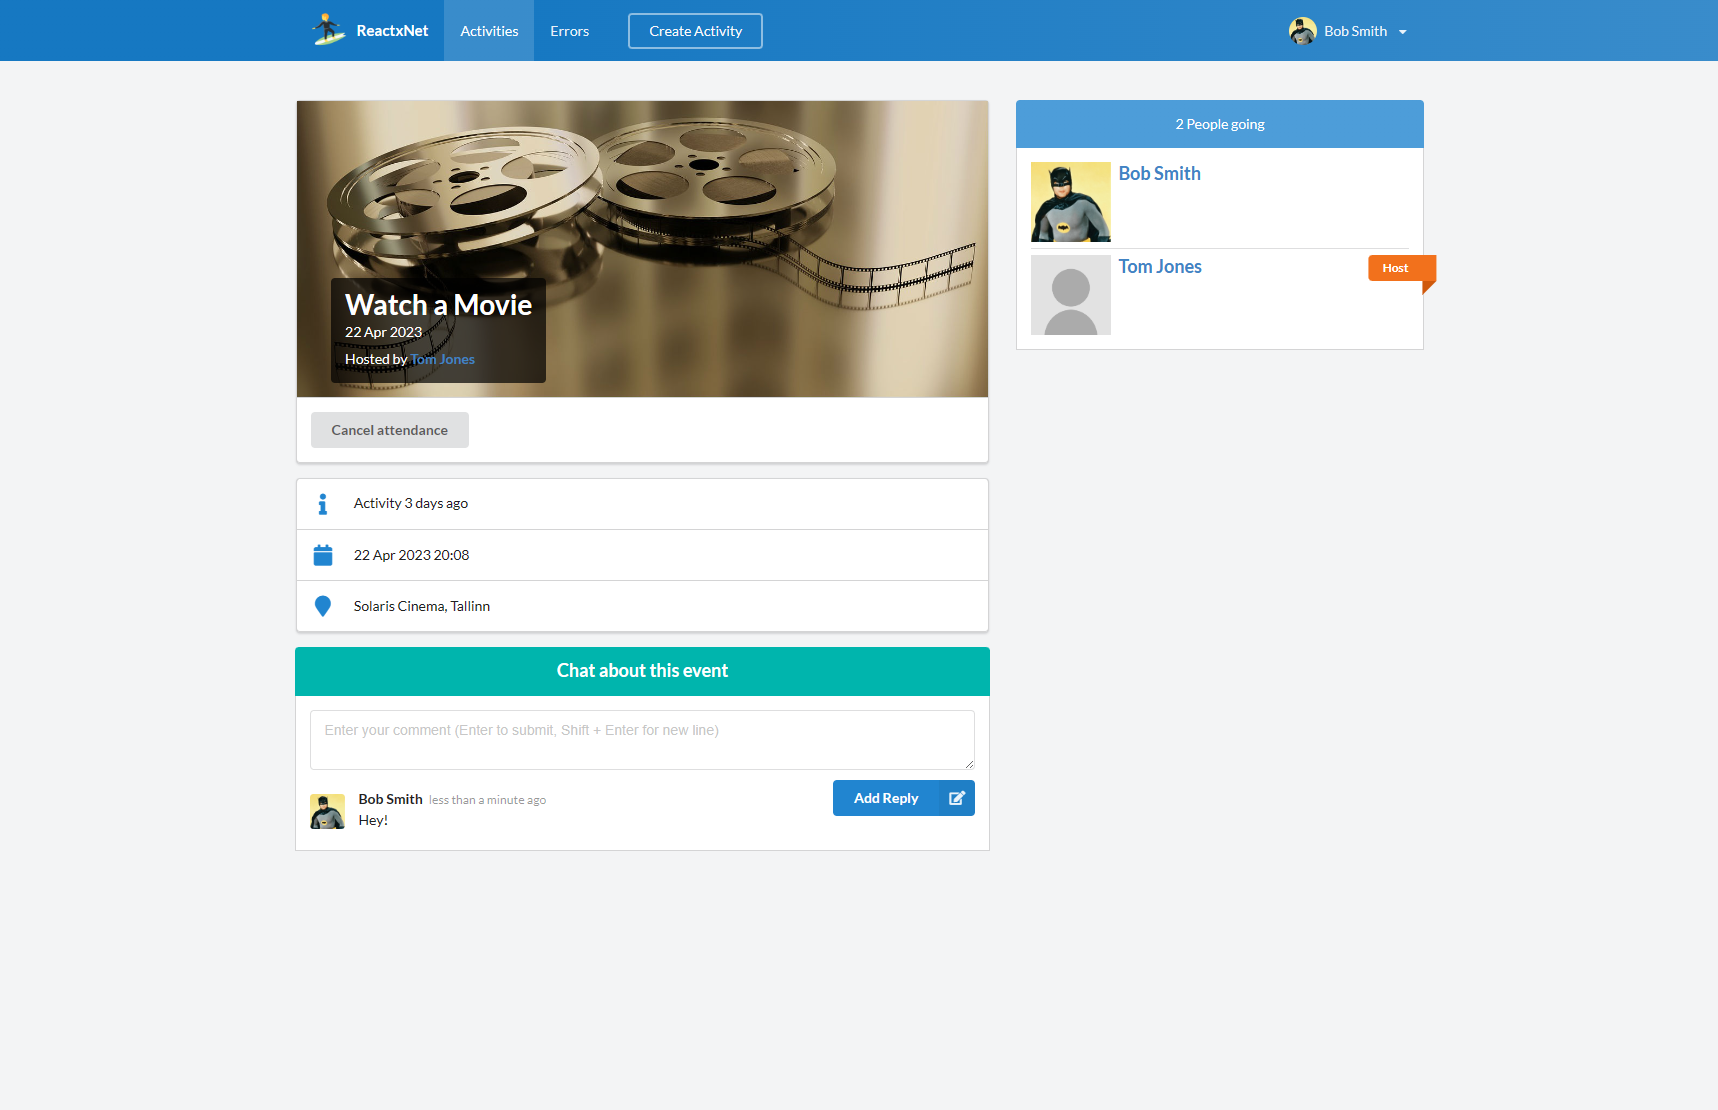 ReactxNet
Activities
Errors
Create Activity
Bob Smith
Watch a Movie
22 Apr 2023
Hosted by Tom Jones
Cancel attendance
Activity 3 days ago
22 Apr 2023 20:08
Solaris Cinema, Tallinn
Chat about this event
Enter your comment (Enter to submit, Shift + Enter for new line)
Bob Smith less than a minute ago
Hey!
Add Reply
2 People going
Bob Smith
Tom Jones
Host